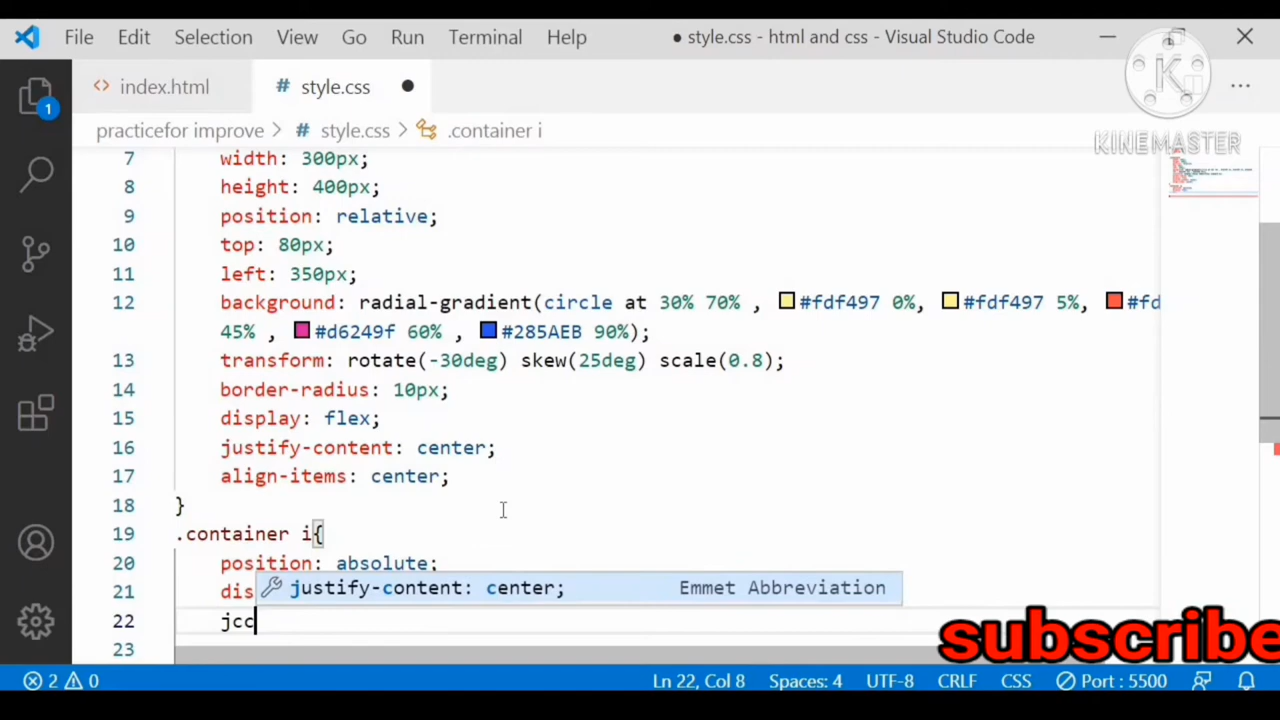 File Edit Selection View Go Run Terminal Help ● style.css - html and css - Visual Studio Code
K
KINEMASTER
<> index.html # style.css ● ...
1
practicefor improve > # style.css > .container i
7 width: 300px;
8 height: 400px;
9 position: relative;
10 top: 80px;
11 left: 350px;
12 background: radial-gradient(circle at 30% 70% , #fdf497 0%, #fdf497 5%, #fd
45% , #d6249f 60% , #285AEB 90%);
13 transform: rotate(-30deg) skew(25deg) scale(0.8);
14 border-radius: 10px;
15 display: flex;
16 justify-content: center;
17 align-items: center;
18 }
19 .container i{
20 position: absolute;
21 dis
justify-content: center; Emmet Abbreviation
22 jcc
23
subscribe
2 0 Ln 22, Col 8 Spaces: 4 UTF-8 CRLF CSS Port : 5500